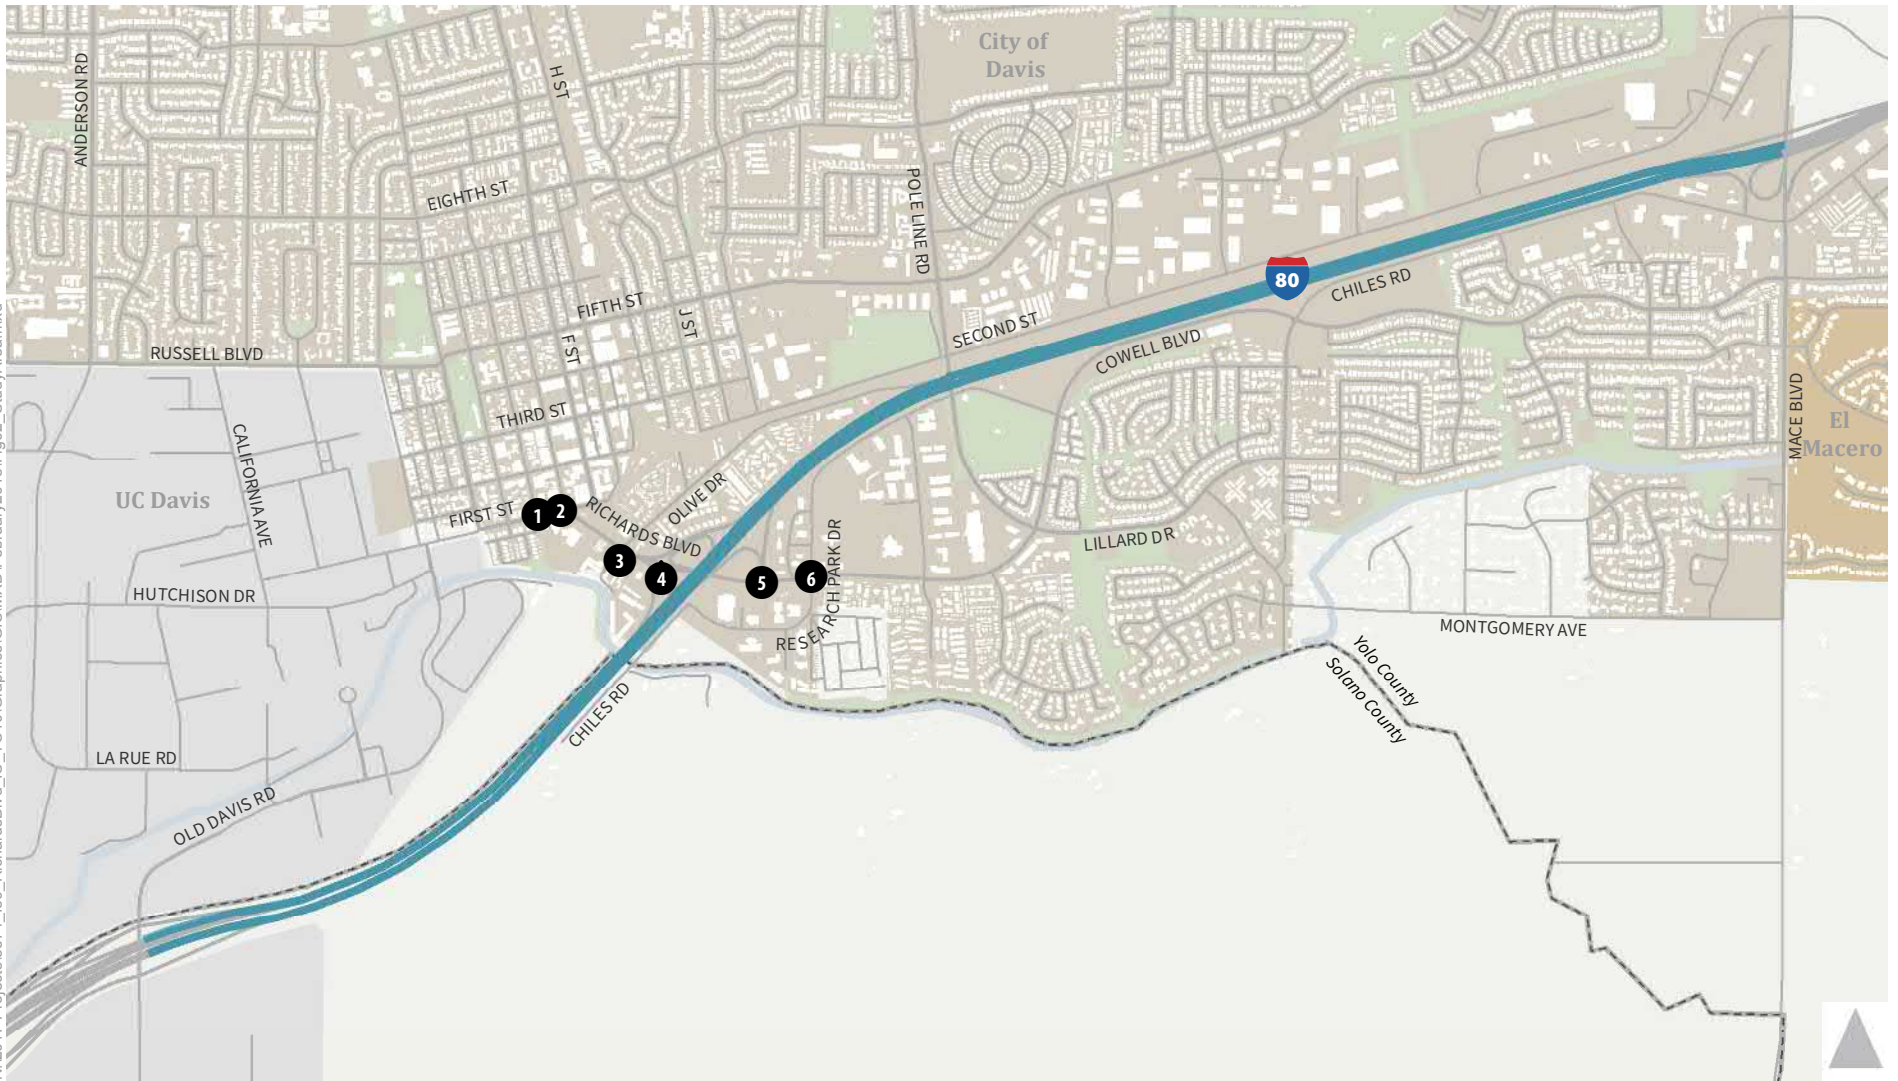 City of
Davis
ANDERSON RD
H ST
EIGHTH ST
POLE LINE RD
80
CHILES RD
FIFTH ST
J ST
SECOND ST
F ST
COWELL BLVD
RUSSELL BLVD
THIRD ST
MACE BLVD
El
Macero
CALIFORNIA AVE
UC Davis
FIRST ST
1
2
RICHARDS BLVD
OLIVE DR
3
4
5
6
RESEARCH PARK DR
LILLARD DR
HUTCHISON DR
MONTGOMERY AVE
Yolo County
Solano County
CHILES RD
LA RUE RD
OLD DAVIS RD